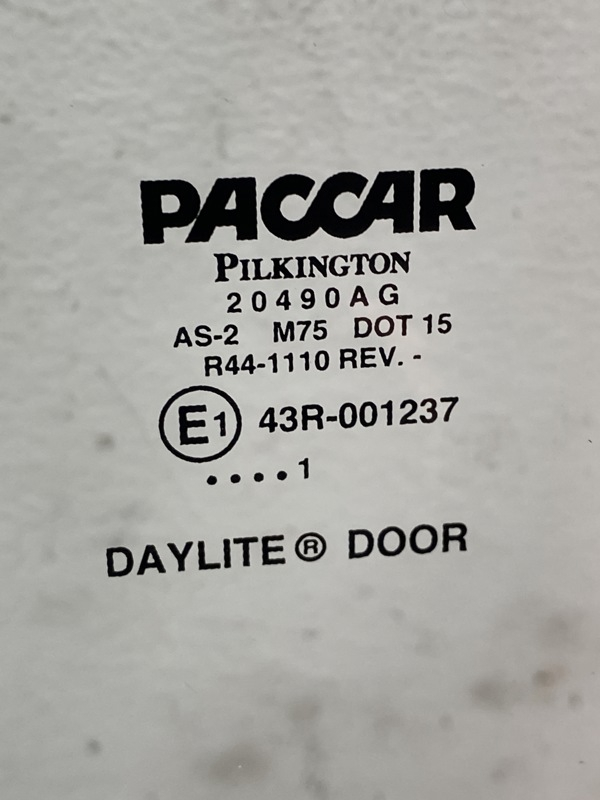 PACCAR
PILKINGTON
20490AG
AS-2 M75 DOT 15
R44-1110 REV. -
E1 43R-001237
....1
DAYLITE® DOOR